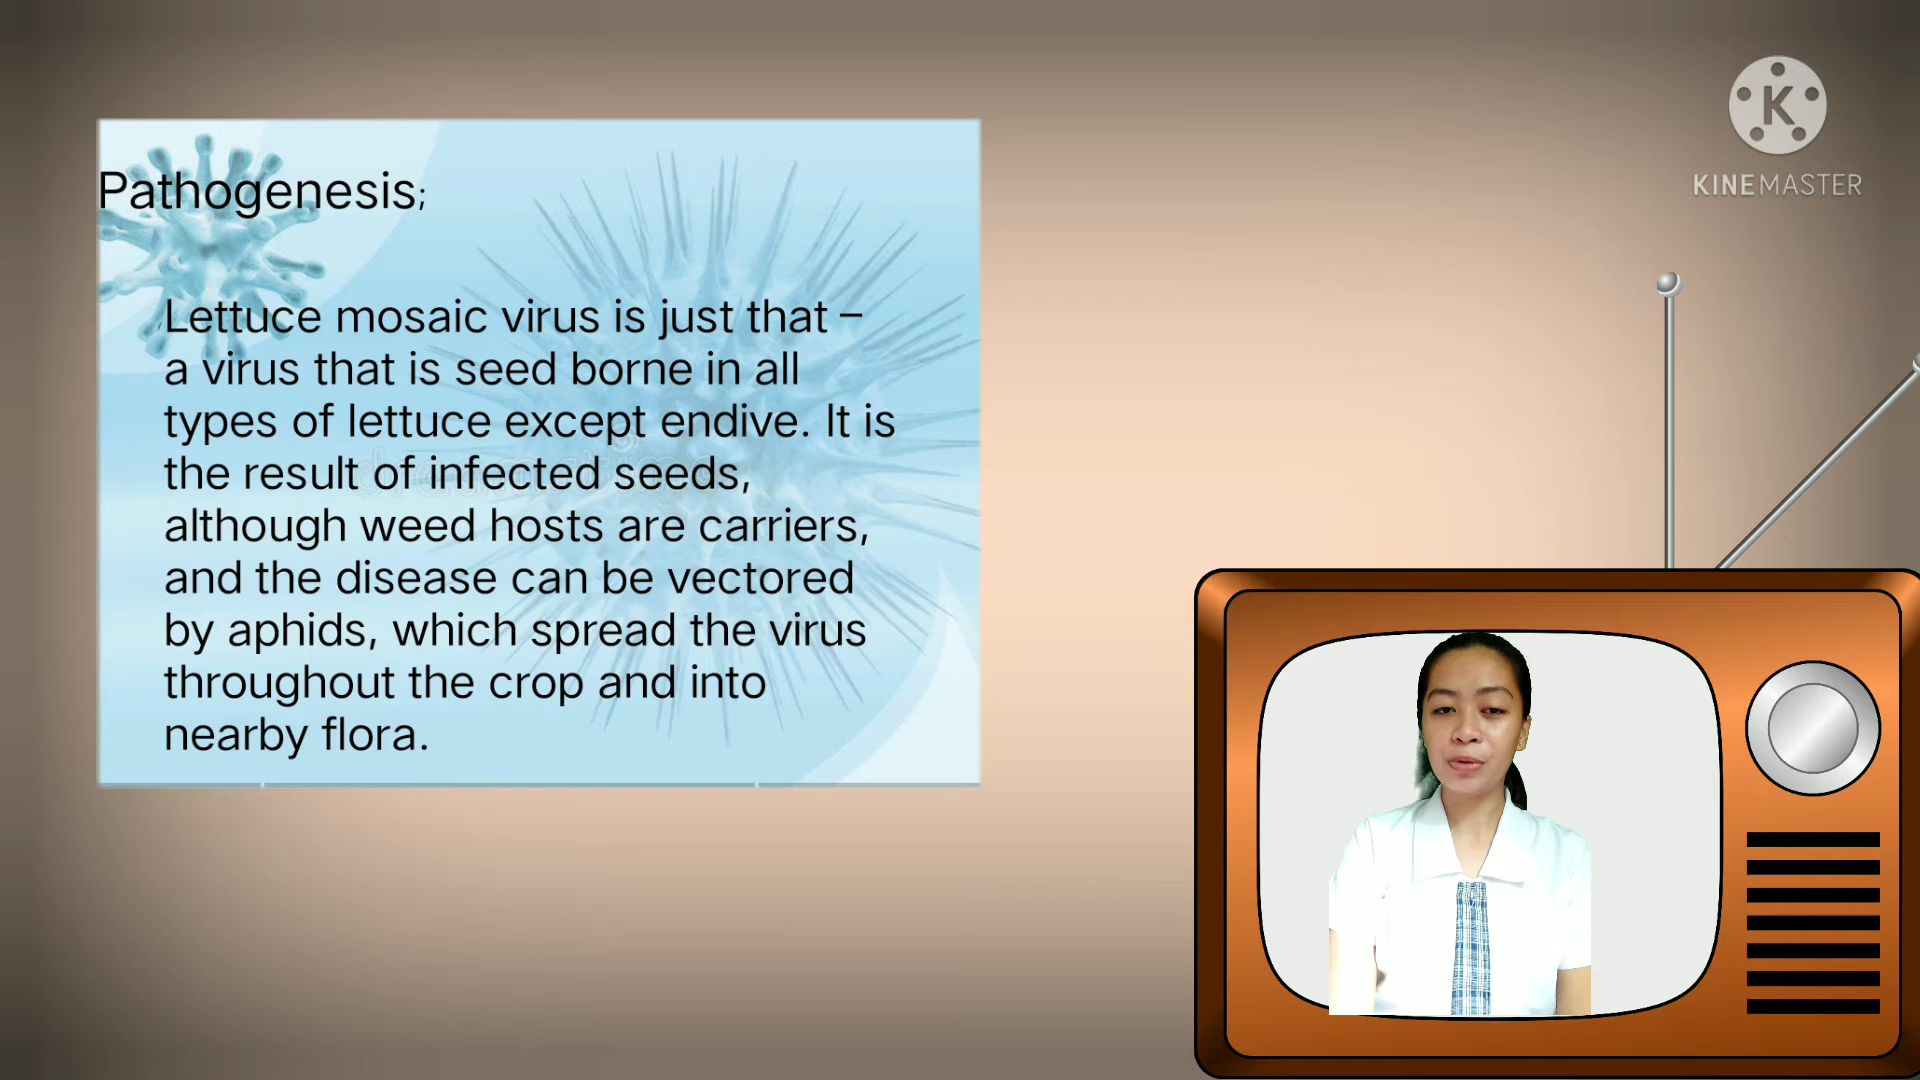 Pathogenesis;
Lettuce mosaic virus is just that –
a virus that is seed borne in all
types of lettuce except endive. It is
the result of infected seeds,
although weed hosts are carriers,
and the disease can be vectored
by aphids, which spread the virus
throughout the crop and into
nearby flora.
K
KINEMASTER